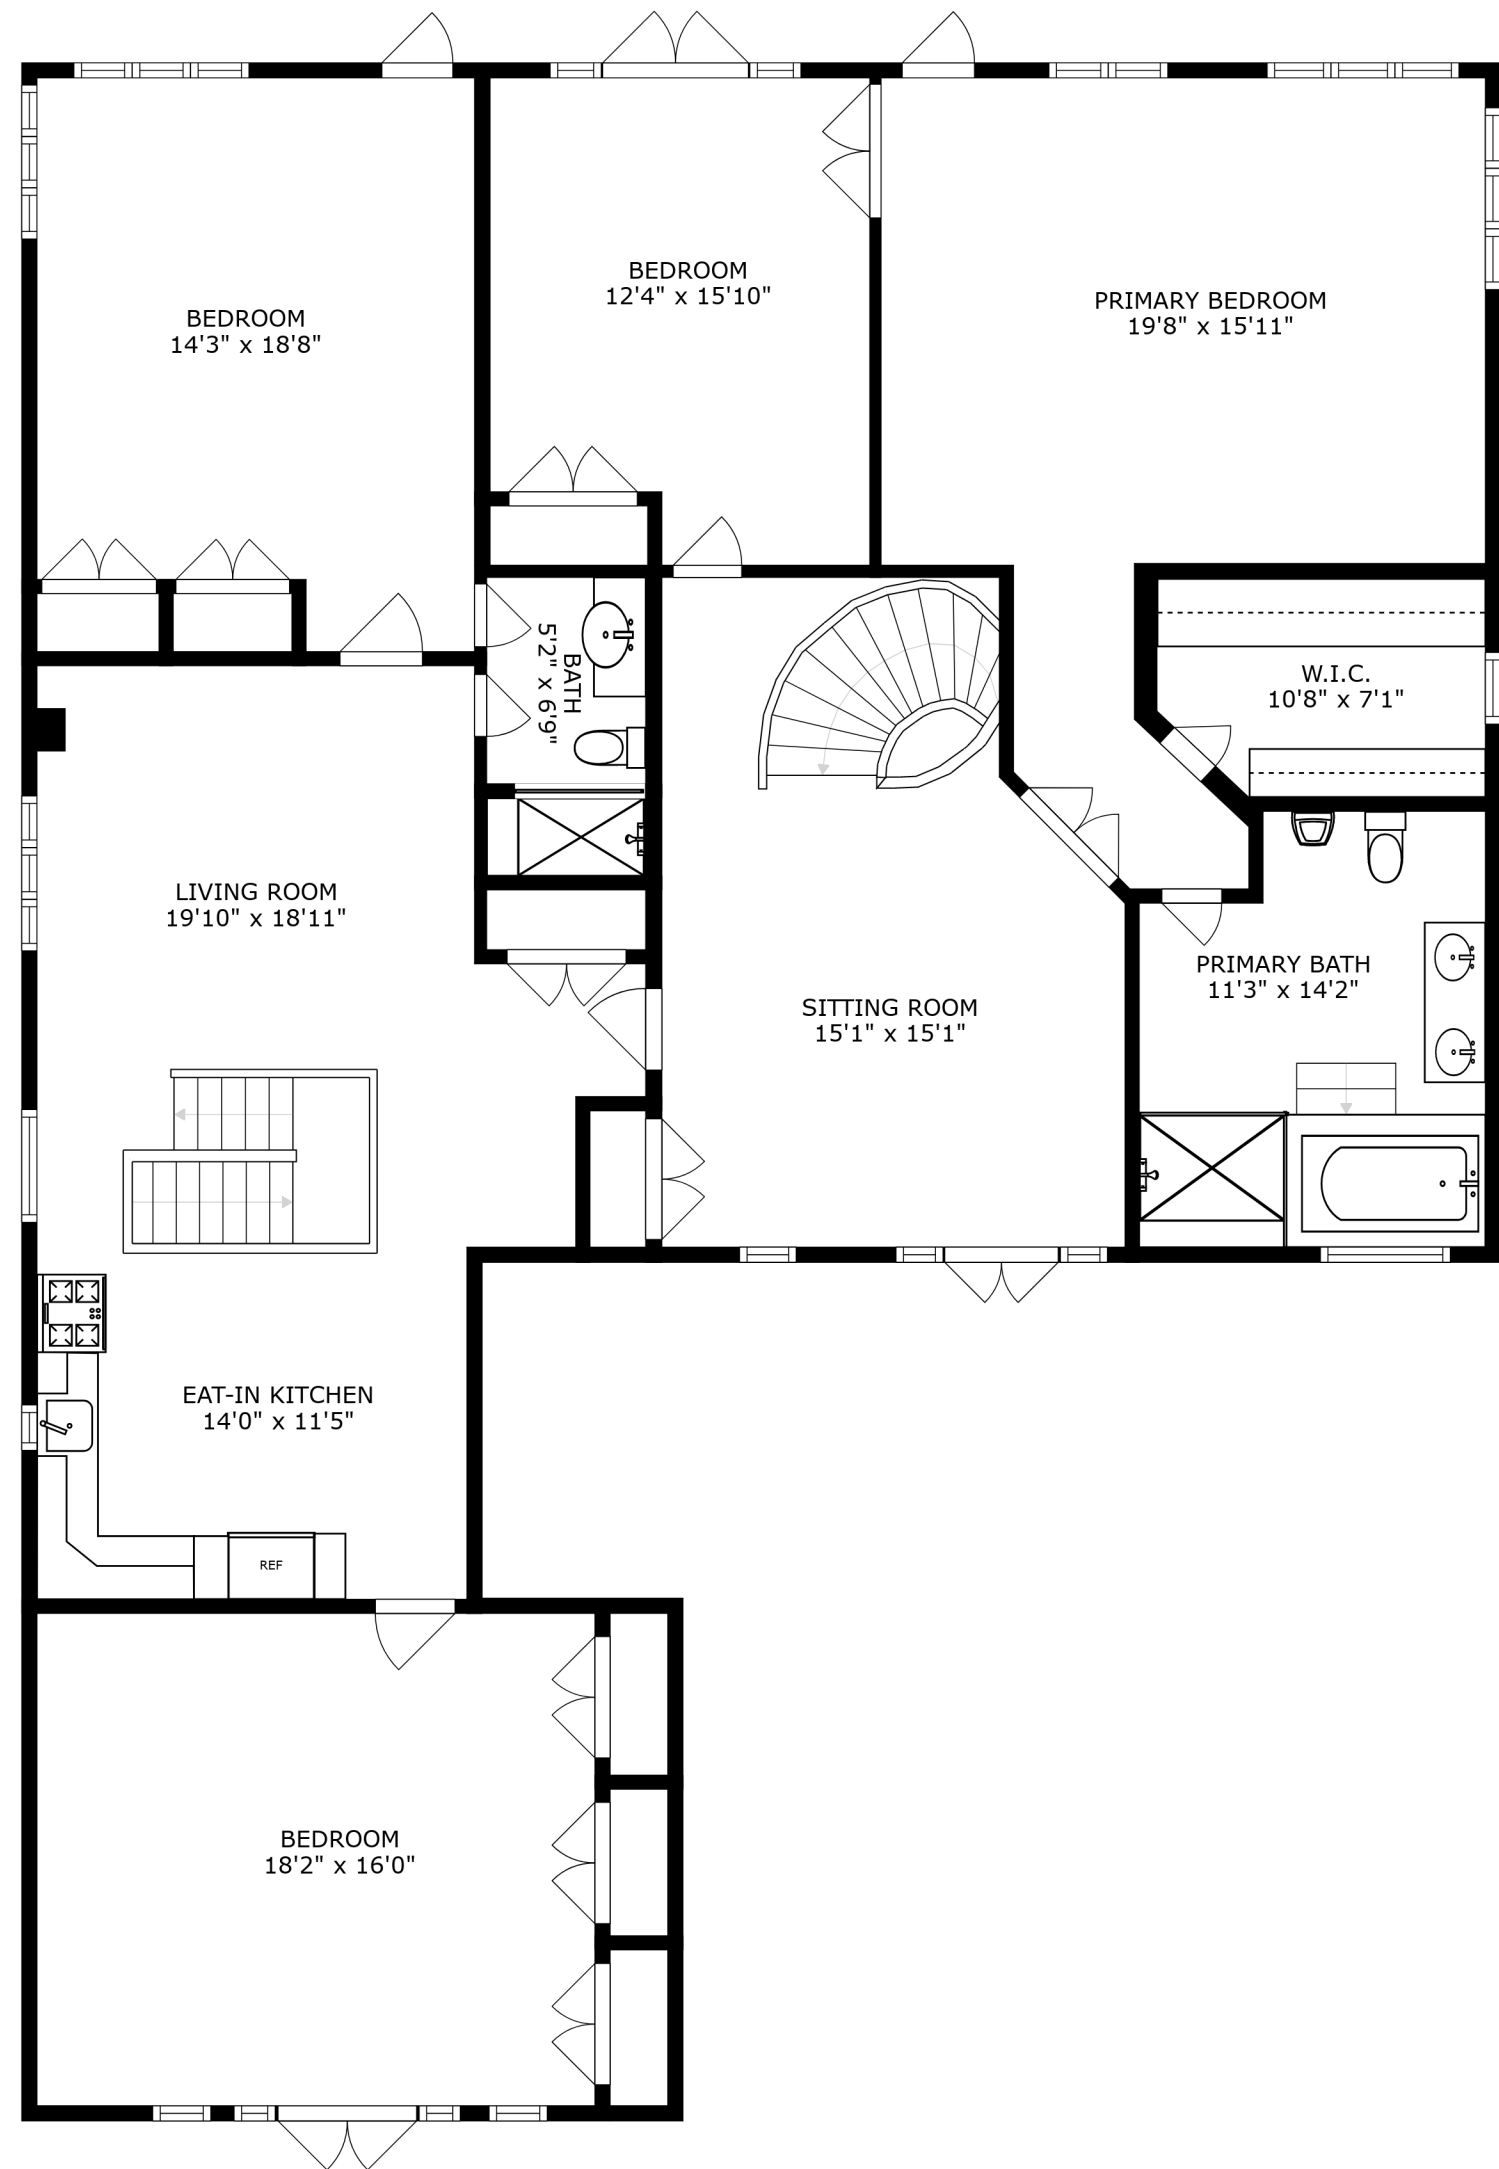 BEDROOM
12'4" x 15'10"
PRIMARY BEDROOM
19'8" x 15'11"
BEDROOM
14'3" x 18'8"
BATH
5'2" x 6'9"
W.I.C.
10'8" x 7'1"
LIVING ROOM
19'10" x 18'11"
PRIMARY BATH
11'3" x 14'2"
SITTING ROOM
15'1" x 15'1"
EAT-IN KITCHEN
14'0" x 11'5"
REF
BEDROOM
18'2" x 16'0"